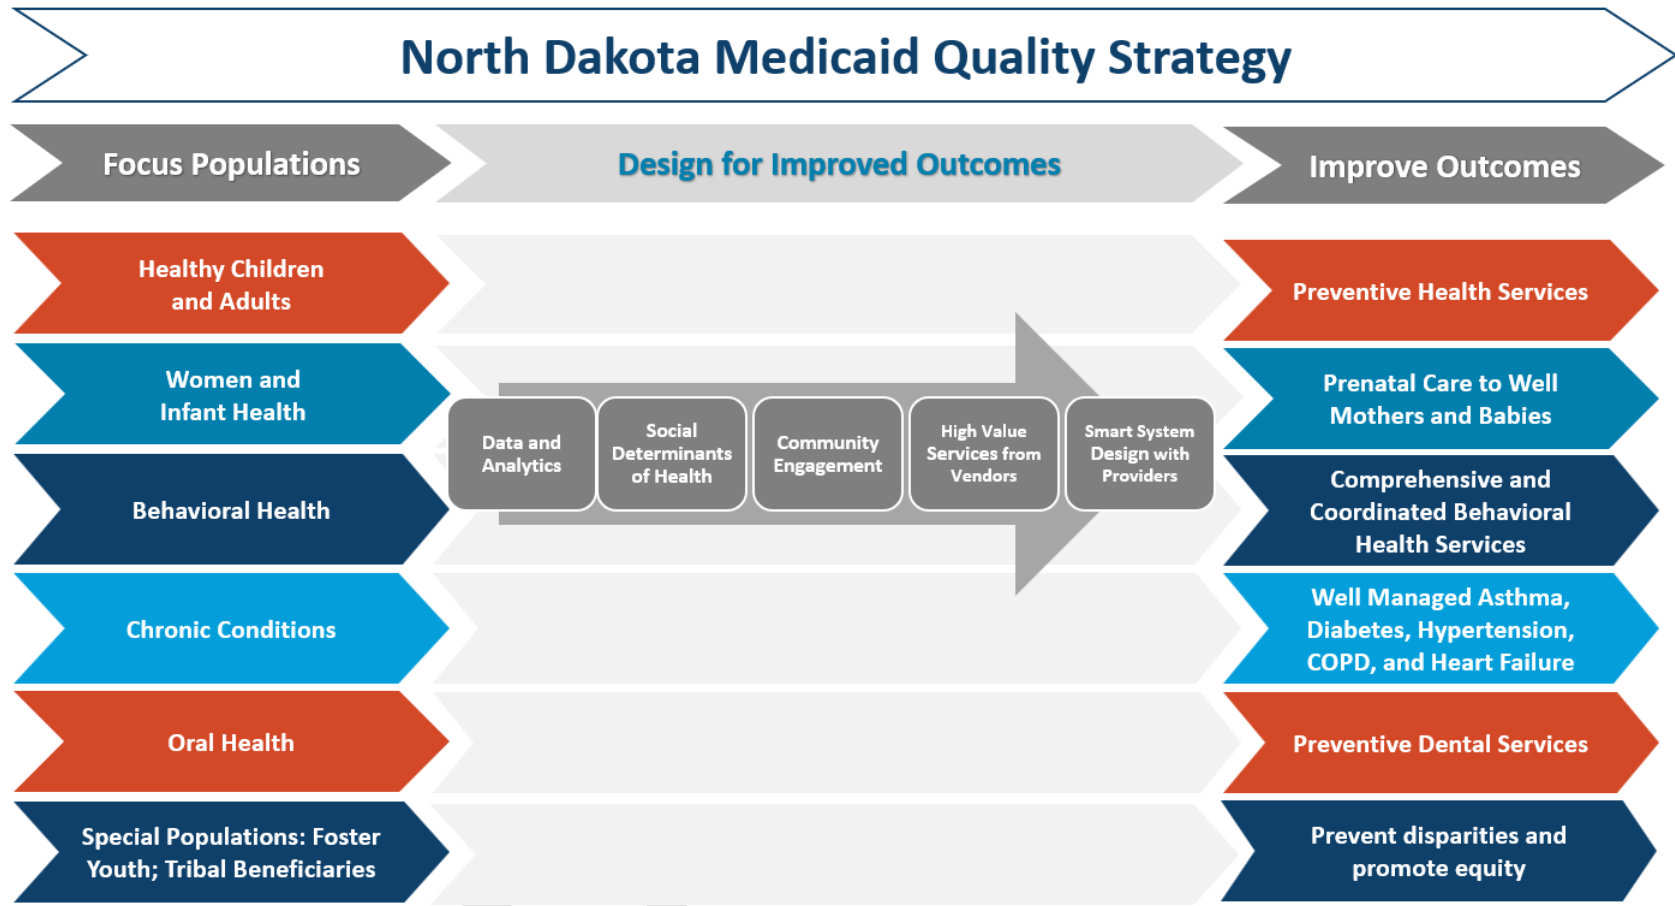 North Dakota Medicaid Quality Strategy
Focus Populations
Design for Improved Outcomes
Improve Outcomes
Healthy Children
and Adults
Preventive Health Services
Women and
Infant Health
Prenatal Care to Well
Mothers and Babies
Data and
Analytics
Social
Determinants
of Health
Community
Engagement
High Value
Services from
Vendors
Smart System
Design with
Providers
Behavioral Health
Comprehensive and
Coordinated Behavioral
Health Services
Chronic Conditions
Well Managed Asthma,
Diabetes, Hypertension,
COPD, and Heart Failure
Oral Health
Preventive Dental Services
Special Populations: Foster
Youth; Tribal Beneficiaries
Prevent disparities and
promote equity